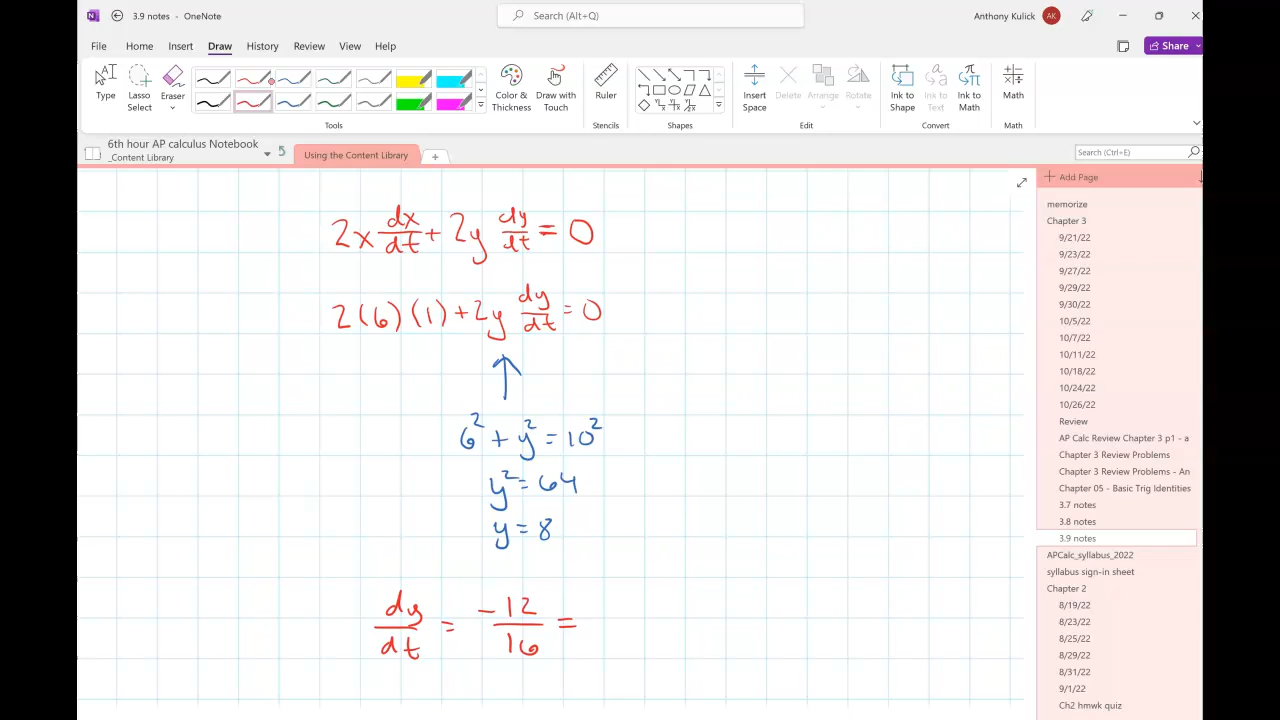 3.9 notes - OneNote
Search (Alt+Q)
Anthony Kulick AK
File Home Insert Draw History Review View Help
Share
Type Lasso Select Eraser Color & Thickness Draw with Touch Ruler Insert Space Delete Arrange Rotate Ink to Shape Ink to Text Ink to Math Math
Tools Stencils Shapes Edit Convert Math
6th hour AP calculus Notebook
_Content Library
Using the Content Library
Search (Ctrl+E)
2x dx/dt + 2y dy/dt = 0
2(6)(1) + 2y dy/dt = 0
6² + y² = 10²
y² = 64
y = 8
dy/dt = -12/16 =
Add Page
memorize
Chapter 3
9/21/22
9/23/22
9/27/22
9/29/22
9/30/22
10/5/22
10/7/22
10/11/22
10/18/22
10/24/22
10/26/22
Review
AP Calc Review Chapter 3 p1 - a
Chapter 3 Review Problems
Chapter 3 Review Problems - An
Chapter 05 - Basic Trig Identities
3.7 notes
3.8 notes
3.9 notes
APCalc_syllabus_2022
syllabus sign-in sheet
Chapter 2
8/19/22
8/23/22
8/25/22
8/29/22
8/31/22
9/1/22
Ch2 hmwk quiz